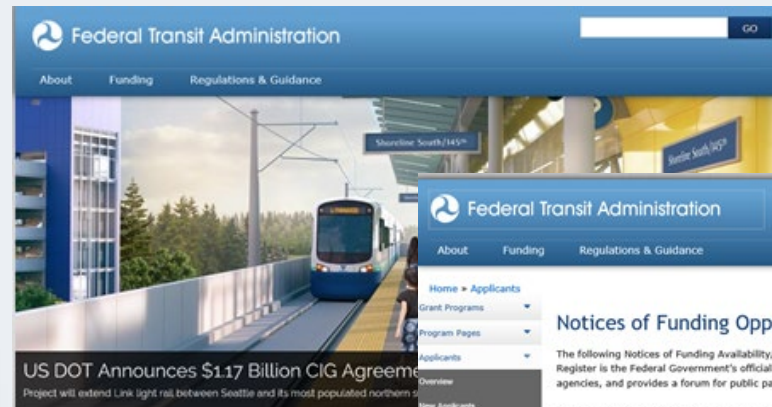 Federal Transit Administration
GO
About Funding Regulations & Guidance
Shoreline South/145th
Shoreline South/145th
US DOT Announces $1.17 Billion CIG Agreeme
Project will extend Link light rail between Seattle and its most populated northern s
Federal Transit Administration
About Funding Regulations & Guidance
Home » Applicants
Grant Programs
Program Pages
Applicants
Overview
New Applicants
Notices of Funding Opp
The following Notices of Funding Availability,
Register is the Federal Government's official
agencies, and provides a forum for public pa